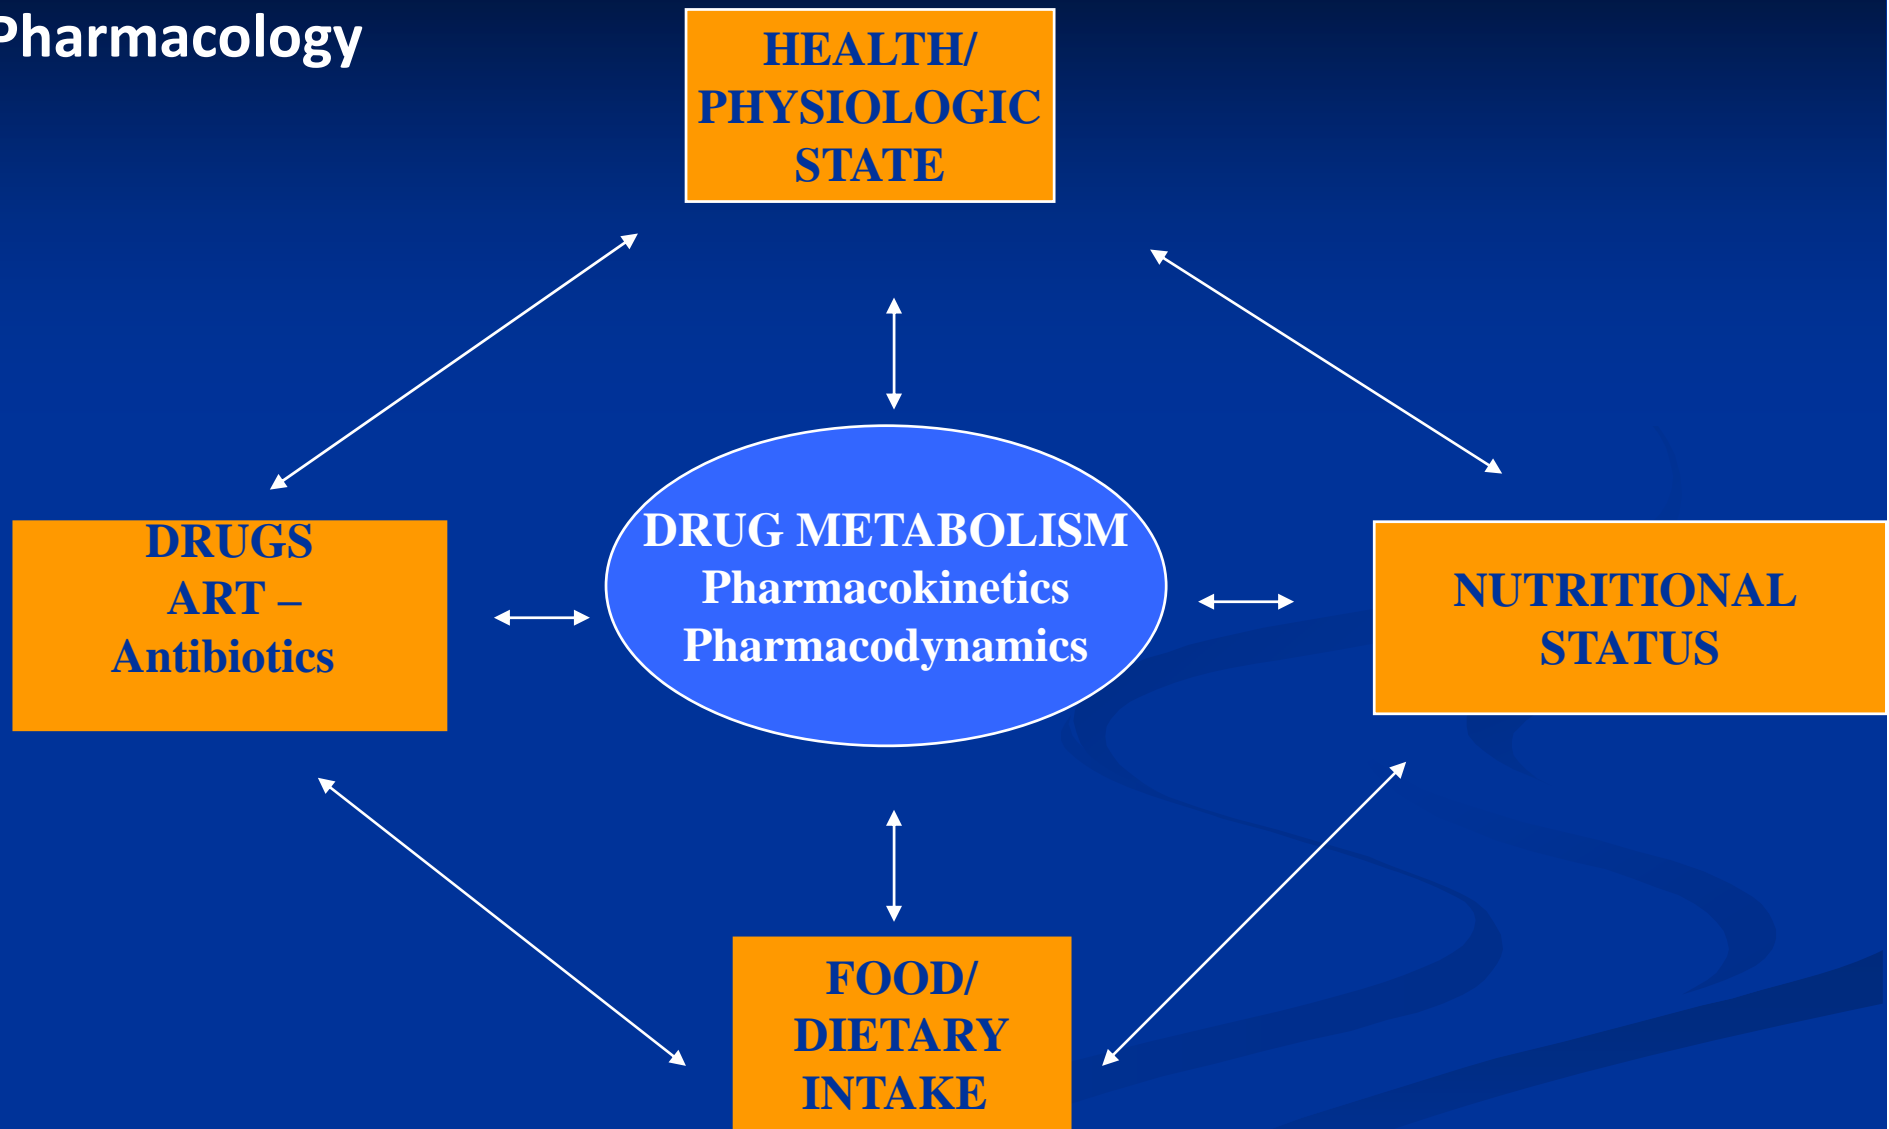 Pharmacology
HEALTH/
PHYSIOLOGIC
STATE
DRUGS
ART –
Antibiotics
DRUG METABOLISM
Pharmacokinetics
Pharmacodynamics
NUTRITIONAL
STATUS
FOOD/
DIETARY
INTAKE